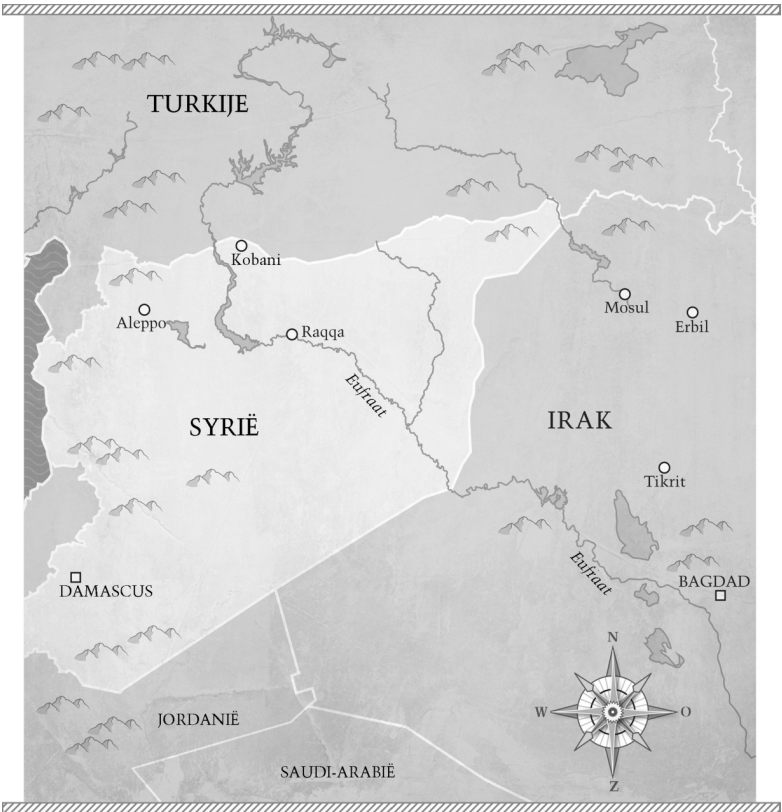 TURKIJE
Kobani
Aleppo
Raqqa
Mosul
Erbil
Eufraat
SYRIË
IRAK
Tikrit
Eufraat
DAMASCUS
BAGDAD
N
W
O
Z
JORDANIË
SAUDI-ARABIË